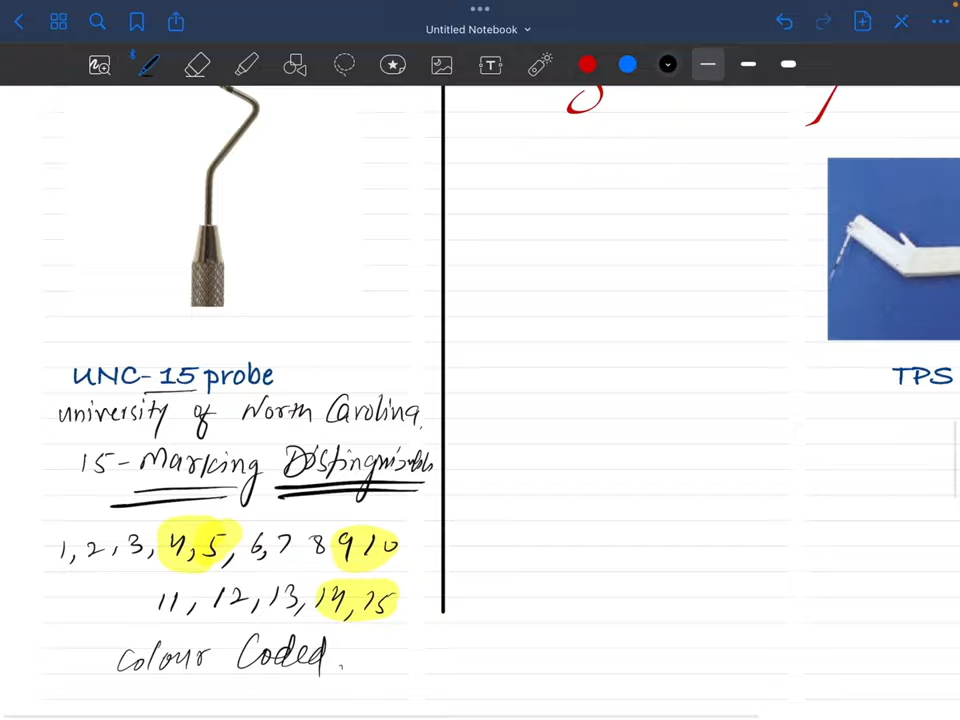 Untitled Notebook
UNC-15 probe
university of North Carolina.
15-Marking Distinguishable
1, 2, 3, 4, 5, 6, 7 8 9 10
11, 12, 13, 14, 15
colour Coded.
TPS